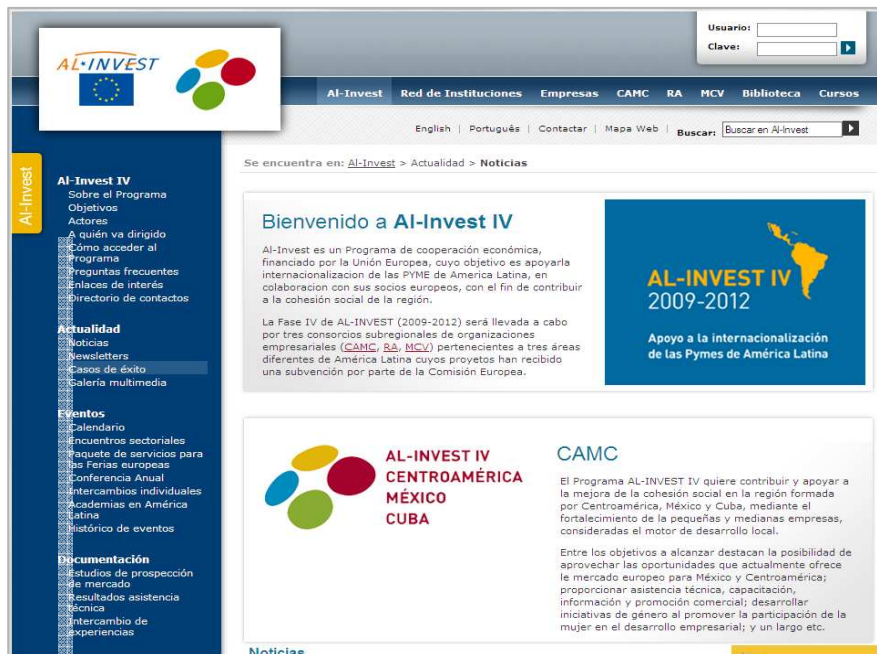 Usuario:
Clave:
AL-INVEST
Al-Invest Red de Instituciones Empresas CAMC RA MCV Biblioteca Cursos
English | Português | Contactar | Mapa Web | Buscar: Buscar en Al-Invest
Se encuentra en: Al-Invest > Actualidad > Noticias
Al-Invest
Al-Invest IV
Sobre el Programa
Objetivos
Actores
A quién va dirigido
Cómo acceder al
Programa
Preguntas frecuentes
Enlaces de interés
Directorio de contactos
Actualidad
Noticias
Newsletters
Casos de éxito
Galería multimedia
Eventos
Calendario
Encuentros sectoriales
Paquete de servicios para
las Ferias europeas
Conferencia Anual
Intercambios individuales
Academias en América
Latina
Histórico de eventos
Documentación
Estudios de prospección
de mercado
Resultados asistencia
técnica
Intercambio de
experiencias
Bienvenido a Al-Invest IV
Al-Invest es un Programa de cooperación económica,
financiado por la Unión Europea, cuyo objetivo es apoyarla
internacionalizacion de las PYME de America Latina, en
colaboracion con sus socios europeos, con el fin de contribuir
a la cohesión social de la región.
La Fase IV de AL-INVEST (2009-2012) será llevada a cabo
por tres consorcios subregionales de organizaciones
empresariales (CAMC, RA, MCV) pertenecientes a tres áreas
diferentes de América Latina cuyos proyetos han recibido
una subvención por parte de la Comisión Europea.
AL-INVEST IV
2009-2012
Apoyo a la internacionalización
de las Pymes de América Latina
AL-INVEST IV
CENTROAMÉRICA
MÉXICO
CUBA
CAMC
El Programa AL-INVEST IV quiere contribuir y apoyar a
la mejora de la cohesión social en la región formada
por Centroamérica, México y Cuba, mediante el
fortalecimiento de la pequeñas y medianas empresas,
consideradas el motor de desarrollo local.
Entre los objetivos a alcanzar destacan la posibilidad de
aprovechar las oportunidades que actualmente ofrece
le mercado europeo para México y Centroamérica;
proporcionar asistencia técnica, capacitación,
información y promoción comercial; desarrollar
iniciativas de género al promover la participación de la
mujer en el desarrollo empresarial; y un largo etc.
Noticias